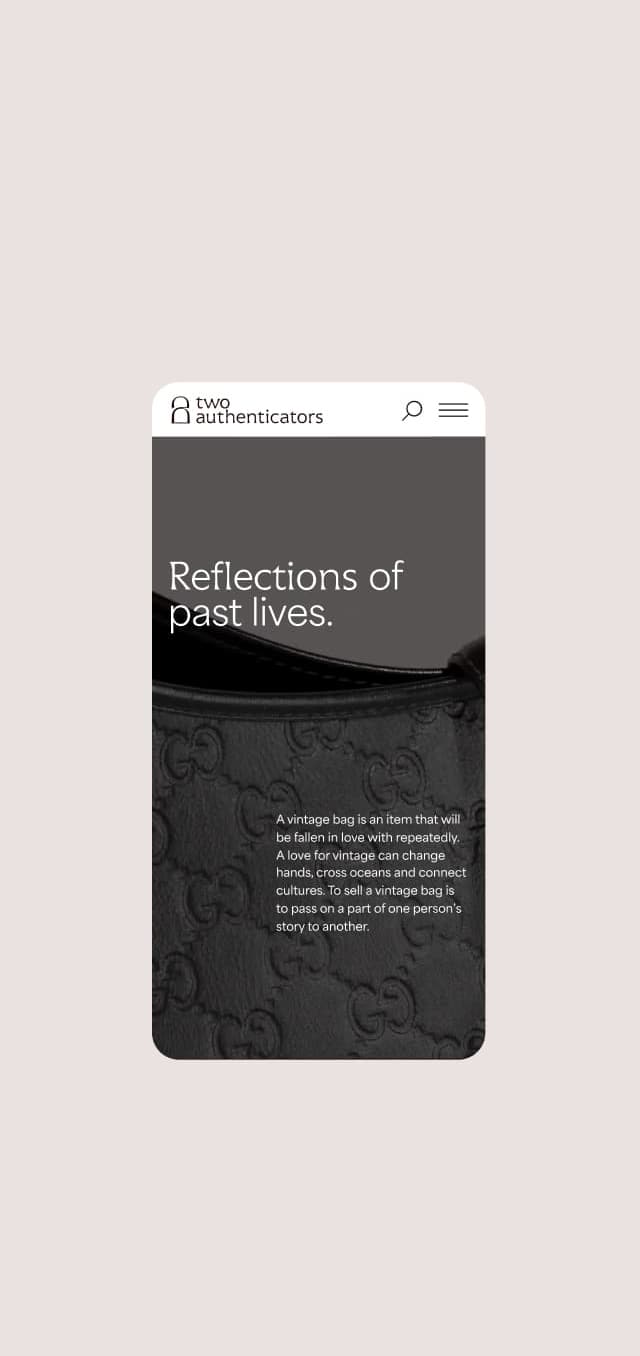 two
authenticators
Reflections of
past lives.
A vintage bag is an item that will
be fallen in love with repeatedly.
A love for vintage can change
hands, cross oceans and connect
cultures. To sell a vintage bag is
to pass on a part of one person's
story to another.